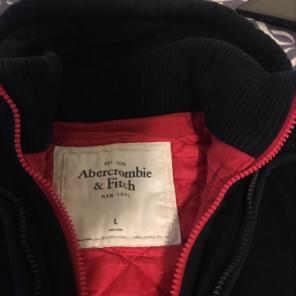 EST. 1892
Abercrombie
& Fitch
NEW YORK
L